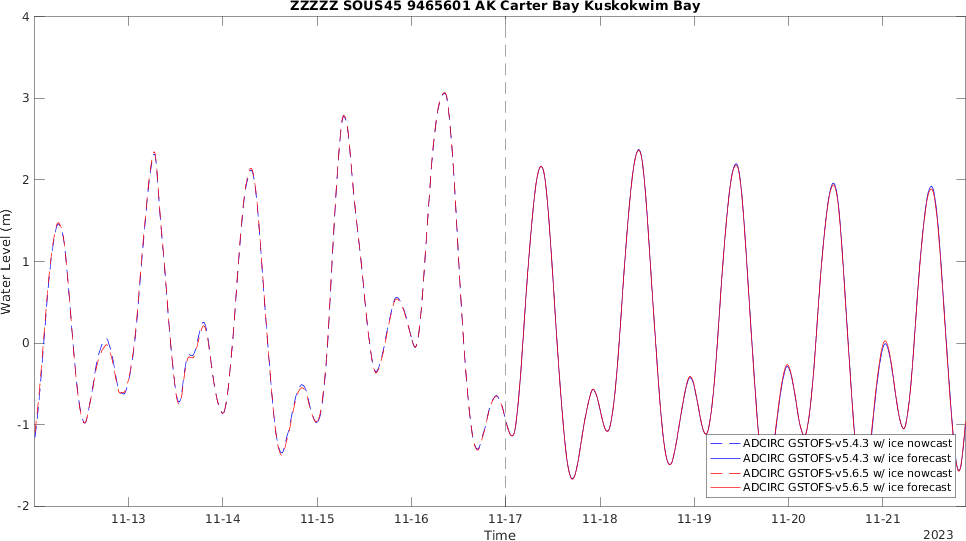 ZZZZZ SOUS45 9465601 AK Carter Bay Kuskokwim Bay
4
3
2
1
0
-1
-2
Water Level (m)
ADCIRC GSTOFS-v5.4.3 w/ ice nowcast
ADCIRC GSTOFS-v5.4.3 w/ ice forecast
ADCIRC GSTOFS-v5.6.5 w/ ice nowcast
ADCIRC GSTOFS-v5.6.5 w/ ice forecast
11-13 11-14 11-15 11-16 11-17 11-18 11-19 11-20 11-21
Time
2023